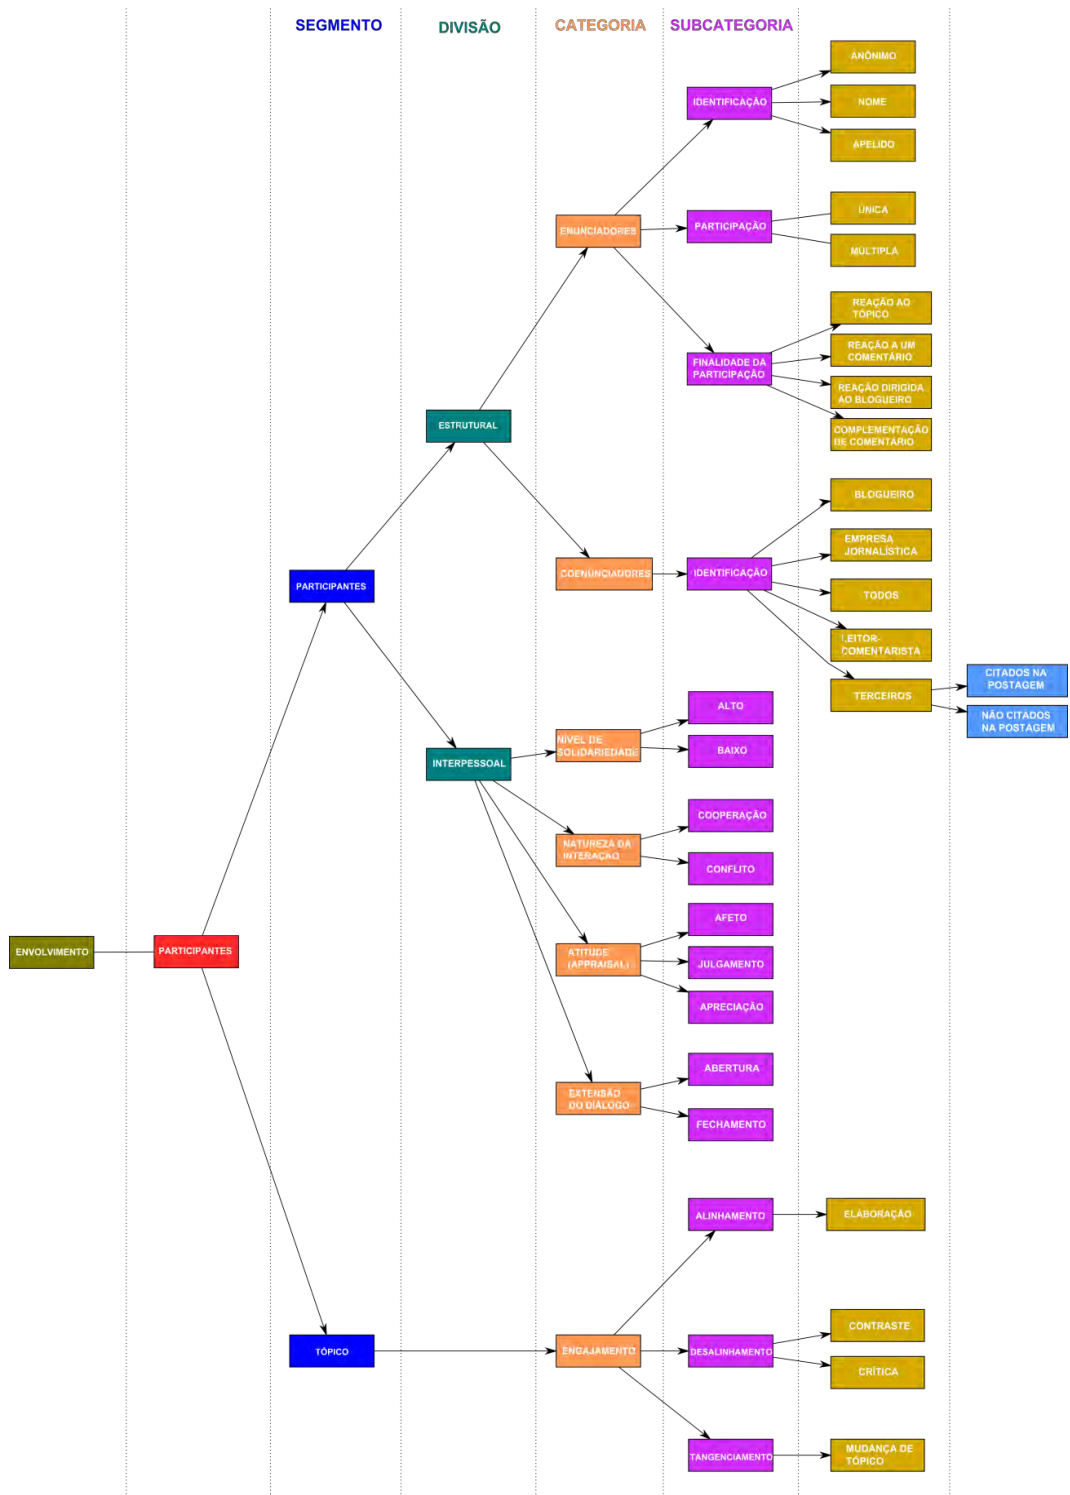 SEGMENTO
DIVISÃO
CATEGORIA
SUBCATEGORIA
ANÔNIMO
IDENTIFICAÇÃO
NOME
APELIDO
ÚNICA
ENUNCIADORES
PARTICIPAÇÃO
MÚLTIPLA
REAÇÃO AO
TÓPICO
REAÇÃO A UM
COMENTÁRIO
FINALIDADE DA
PARTICIPAÇÃO
REAÇÃO DIRIGIDA
AO BLOGUEIRO
ESTRUTURAL
COMPLEMENTAÇÃO
DE COMENTÁRIO
BLOGUEIRO
EMPRESA
JORNALÍSTICA
COENUNCIADORES
IDENTIFICAÇÃO
PARTICIPANTES
TODOS
LEITOR-
COMENTARISTA
CITADOS NA
POSTAGEM
TERCEIROS
ALTO
NÃO CITADOS
NA POSTAGEM
NÍVEL DE
SOLIDARIEDADE
BAIXO
INTERPESSOAL
COOPERAÇÃO
NATUREZA DA
INTERAÇÃO
CONFLITO
AFETO
ENVOLVIMENTO
PARTICIPANTES
ATITUDE
(APPRAISAL)
JULGAMENTO
APRECIAÇÃO
ABERTURA
EXTENSÃO
DO DIÁLOGO
FECHAMENTO
ALINHAMENTO
ELABORAÇÃO
CONTRASTE
TÓPICO
ENGAJAMENTO
DESALINHAMENTO
CRÍTICA
TANGENCIAMENTO
MUDANÇA DE
TÓPICO